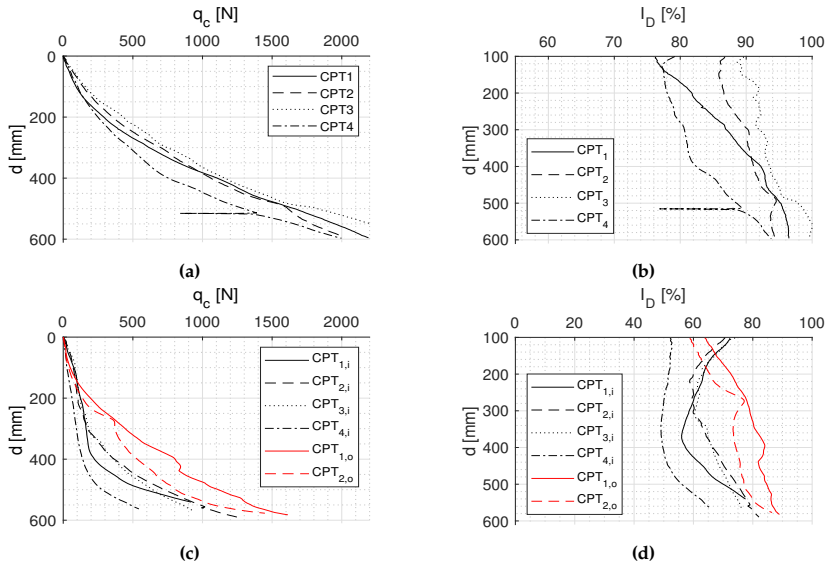 q_c [N]
0 500 1000 1500 2000
0
200
400
600
d [mm]
CPT1
CPT2
CPT3
CPT4
(a)
I_D [%]
60 70 80 90 100
100
200
300
400
500
600
d [mm]
CPT_1
CPT_2
CPT_3
CPT_4
(b)
q_c [N]
0 500 1000 1500 2000
0
200
400
600
d [mm]
CPT_1,i
CPT_2,i
CPT_3,i
CPT_4,i
CPT_1,o
CPT_2,o
(c)
I_D [%]
0 20 40 60 80 100
100
200
300
400
500
600
d [mm]
CPT_1,i
CPT_2,i
CPT_3,i
CPT_4,i
CPT_1,o
CPT_2,o
(d)